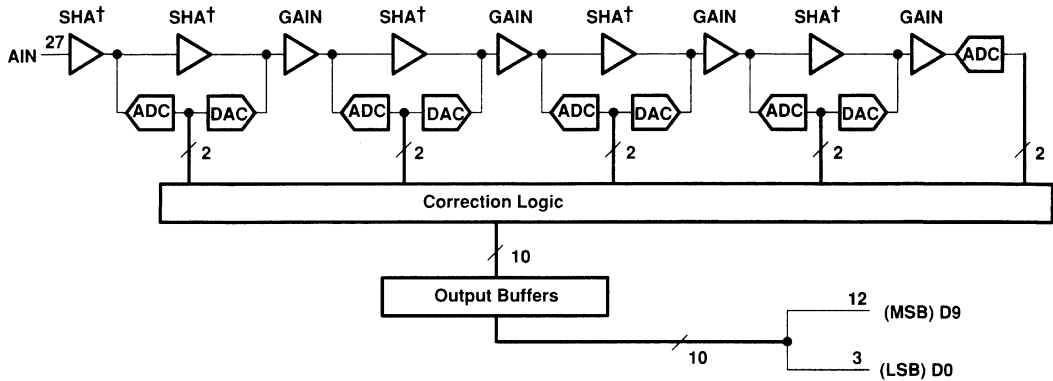 SHA† SHA† GAIN SHA† GAIN SHA† GAIN SHA† GAIN
AIN 27 ADC
ADC DAC ADC DAC ADC DAC ADC DAC
2 2 2 2 2
Correction Logic
10
Output Buffers
12 (MSB) D9
10
3 (LSB) D0